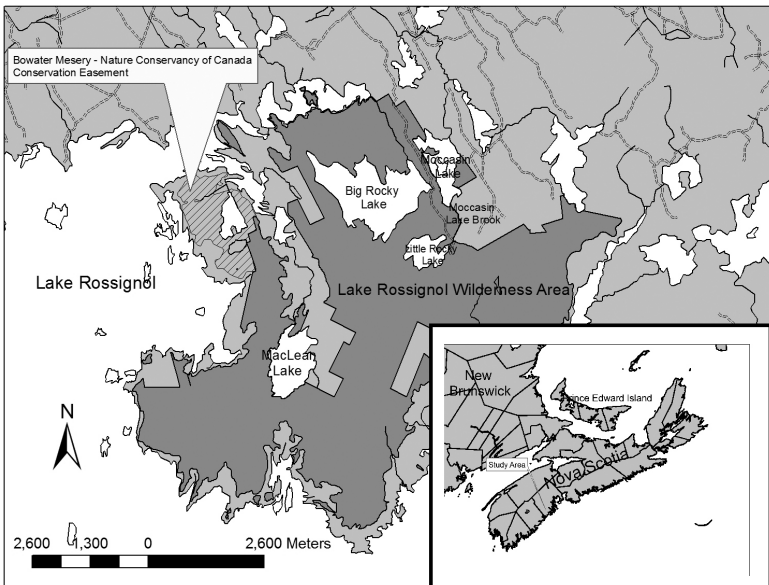 Bowater Mesery - Nature Conservancy of Canada
Conservation Easement
Moccasin
Lake
Big Rocky
Lake
Moccasin
Lake Brook
Little Rocky
Lake
Lake Rossignol
Lake Rossignol Wilderness Area
MacLean
Lake
N
2,600 1,300 0 2,600 Meters
New
Brunswick
Prince Edward Island
Study Area
Nova Scotia